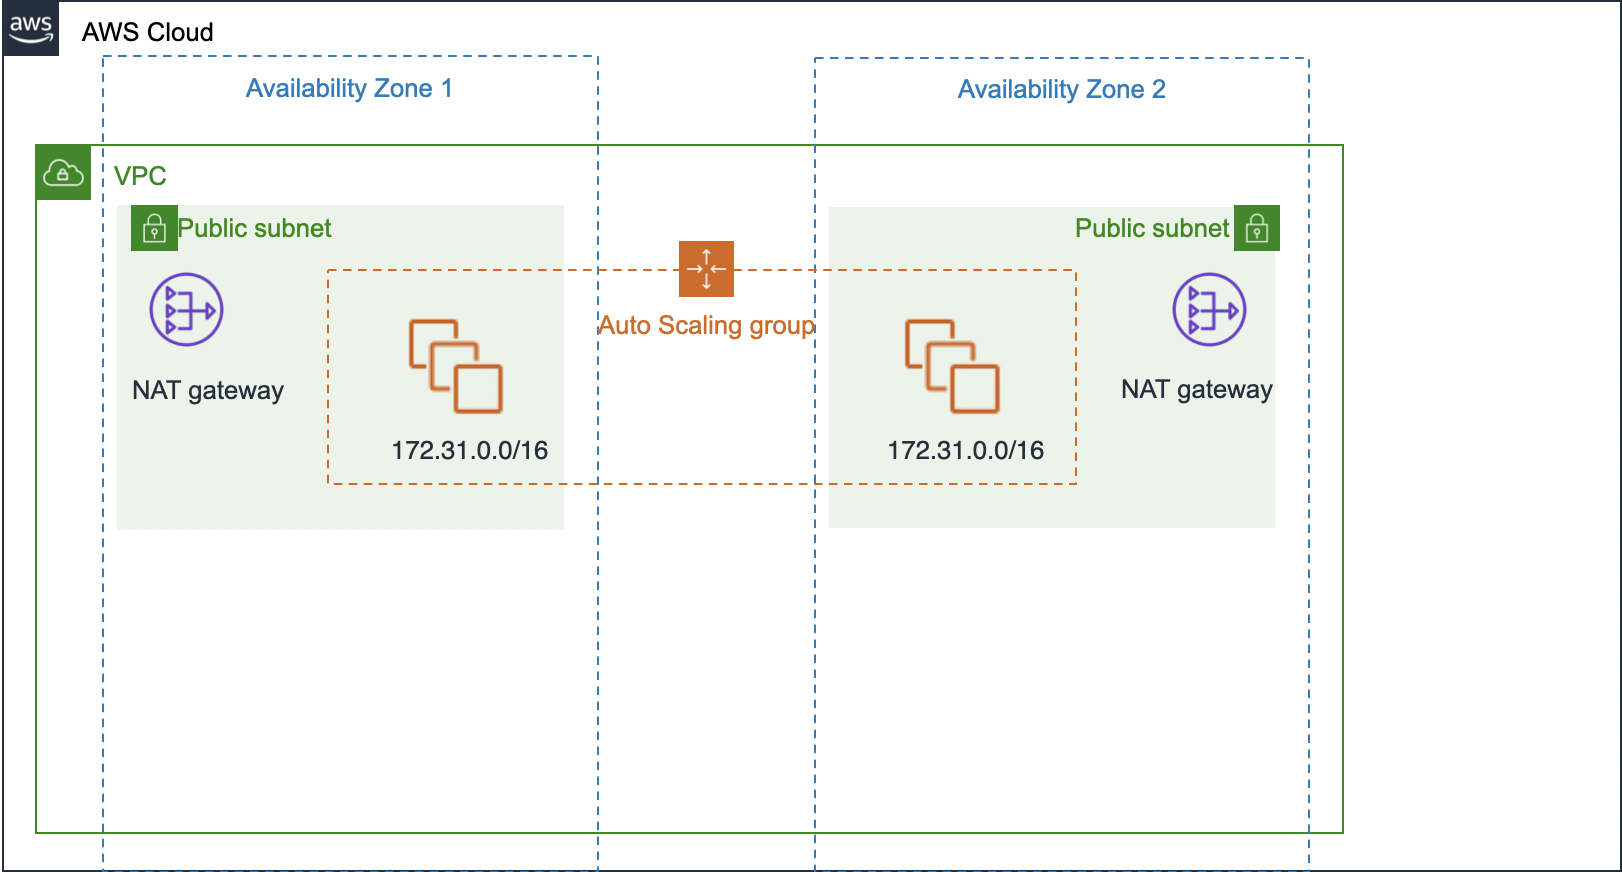 aws
AWS Cloud
Availability Zone 1
Availability Zone 2
VPC
Public subnet
Public subnet
Auto Scaling group
NAT gateway
NAT gateway
172.31.0.0/16
172.31.0.0/16